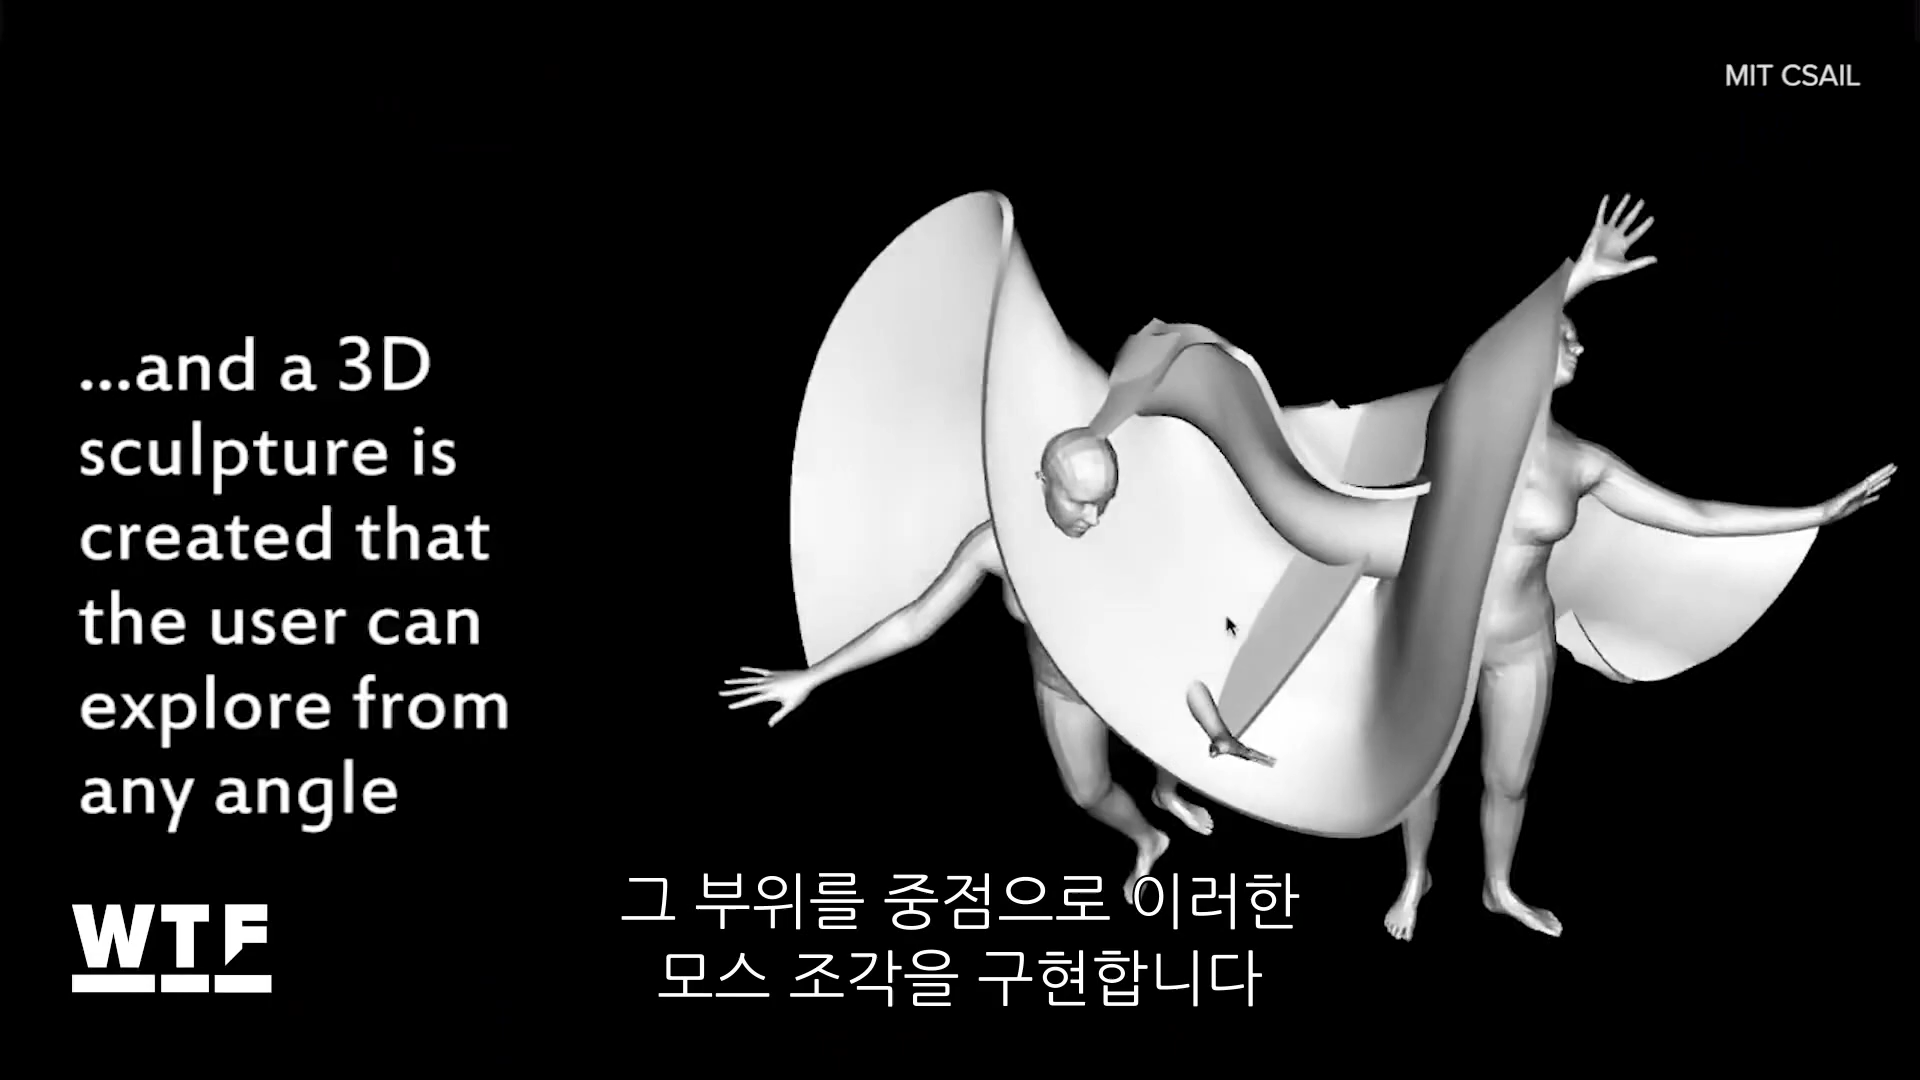 MIT CSAIL
...and a 3D
sculpture is
created that
the user can
explore from
any angle
WTF
그 부위를 중점으로 이러한
모스 조각을 구현합니다